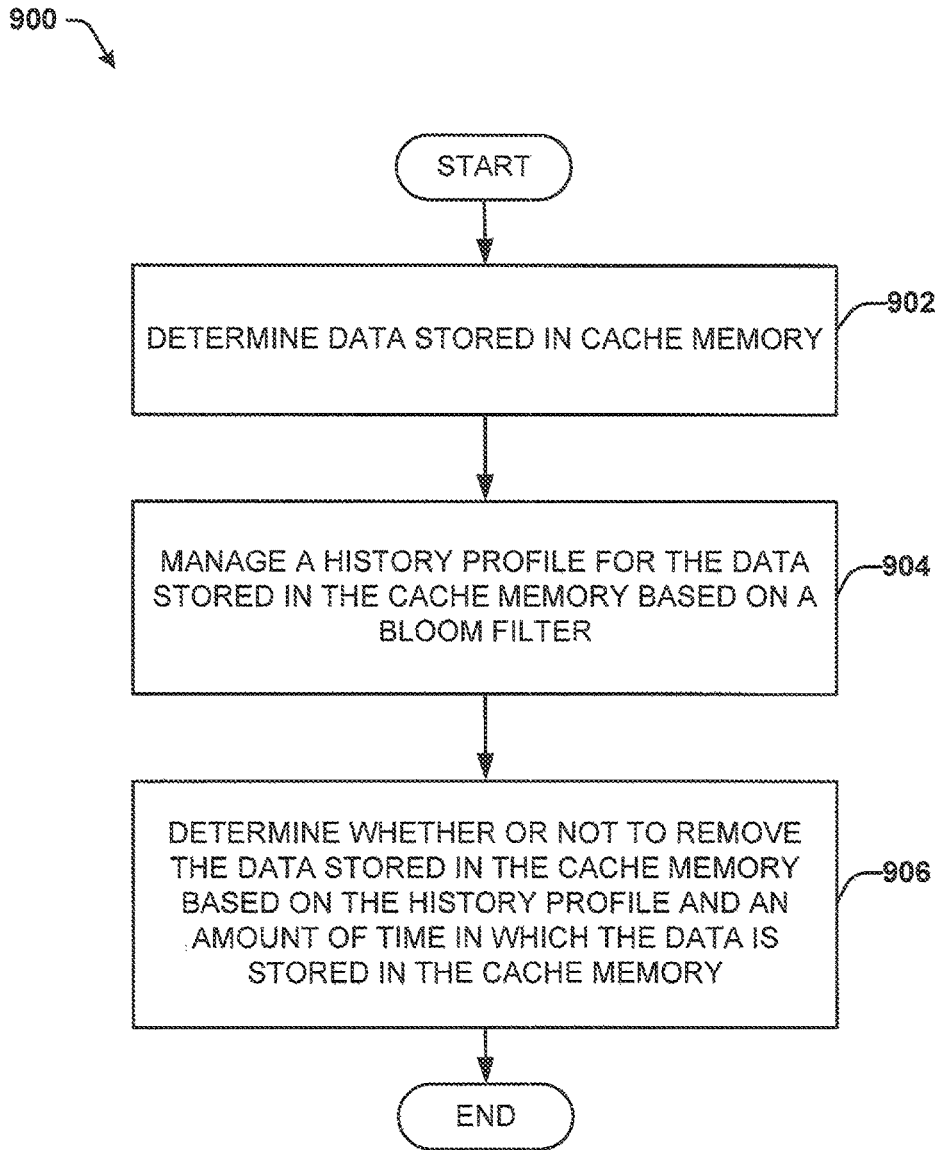 900
START
DETERMINE DATA STORED IN CACHE MEMORY
902
MANAGE A HISTORY PROFILE FOR THE DATA
STORED IN THE CACHE MEMORY BASED ON A
BLOOM FILTER
904
DETERMINE WHETHER OR NOT TO REMOVE
THE DATA STORED IN THE CACHE MEMORY
BASED ON THE HISTORY PROFILE AND AN
AMOUNT OF TIME IN WHICH THE DATA IS
STORED IN THE CACHE MEMORY
906
END